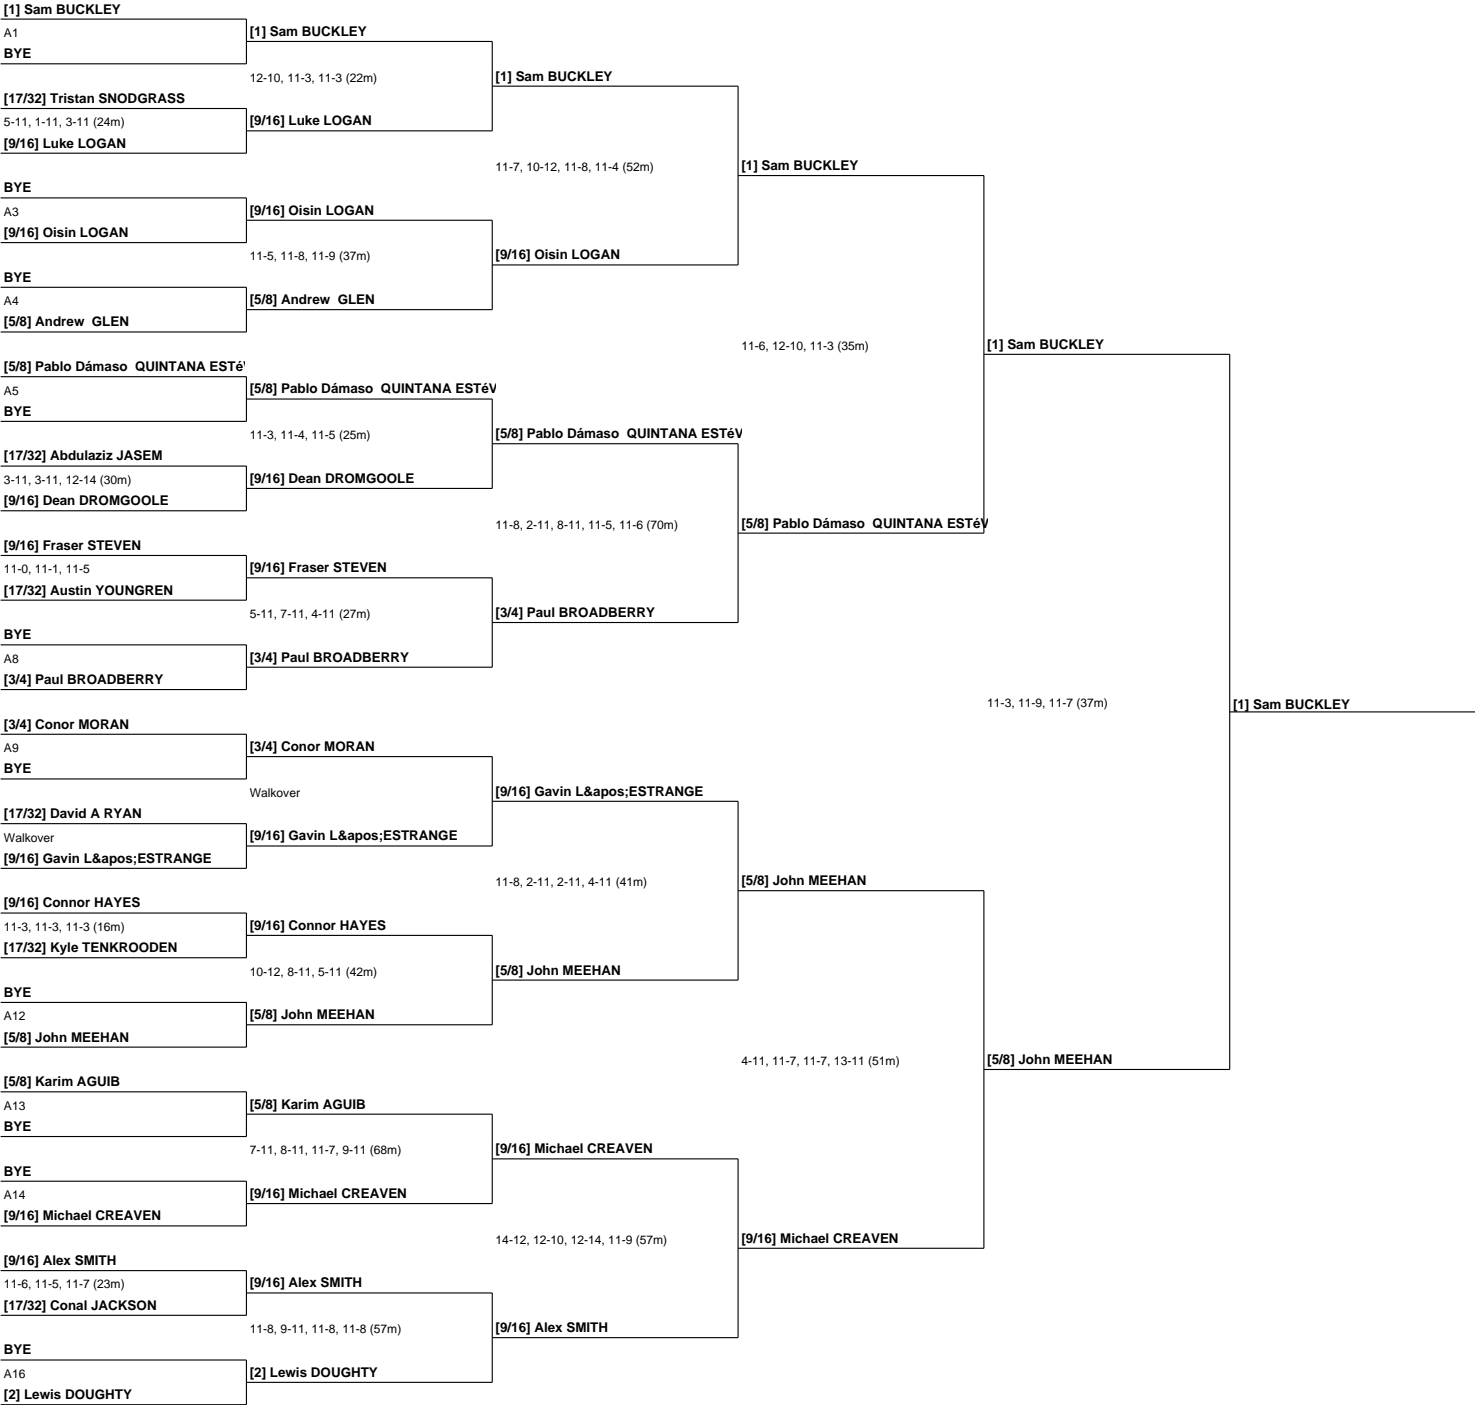 [1] Sam BUCKLEY
A1
BYE
[17/32] Tristan SNODGRASS
5-11, 1-11, 3-11 (24m)
[9/16] Luke LOGAN
BYE
A3
[9/16] Oisin LOGAN
BYE
A4
[5/8] Andrew  GLEN
[5/8] Pablo Dámaso  QUINTANA ESTé
A5
BYE
[17/32] Abdulaziz JASEM
3-11, 3-11, 12-14 (30m)
[9/16] Dean DROMGOOLE
[9/16] Fraser STEVEN
11-0, 11-1, 11-5
[17/32] Austin YOUNGREN
BYE
A8
[3/4] Paul BROADBERRY
[3/4] Conor MORAN
A9
BYE
[17/32] David A RYAN
Walkover
[9/16] Gavin L&apos;ESTRANGE
[9/16] Connor HAYES
11-3, 11-3, 11-3 (16m)
[17/32] Kyle TENKROODEN
BYE
A12
[5/8] John MEEHAN
[5/8] Karim AGUIB
A13
BYE
BYE
A14
[9/16] Michael CREAVEN
[9/16] Alex SMITH
11-6, 11-5, 11-7 (23m)
[17/32] Conal JACKSON
BYE
A16
[2] Lewis DOUGHTY
[1] Sam BUCKLEY
12-10, 11-3, 11-3 (22m)
[9/16] Luke LOGAN
[9/16] Oisin LOGAN
11-5, 11-8, 11-9 (37m)
[5/8] Andrew  GLEN
[5/8] Pablo Dámaso  QUINTANA ESTéV
11-3, 11-4, 11-5 (25m)
[9/16] Dean DROMGOOLE
[9/16] Fraser STEVEN
5-11, 7-11, 4-11 (27m)
[3/4] Paul BROADBERRY
[3/4] Conor MORAN
Walkover
[9/16] Gavin L&apos;ESTRANGE
[9/16] Connor HAYES
10-12, 8-11, 5-11 (42m)
[5/8] John MEEHAN
[5/8] Karim AGUIB
7-11, 8-11, 11-7, 9-11 (68m)
[9/16] Michael CREAVEN
[9/16] Alex SMITH
11-8, 9-11, 11-8, 11-8 (57m)
[2] Lewis DOUGHTY
[1] Sam BUCKLEY
11-7, 10-12, 11-8, 11-4 (52m)
[9/16] Oisin LOGAN
[5/8] Pablo Dámaso  QUINTANA ESTéV
11-8, 2-11, 8-11, 11-5, 11-6 (70m)
[3/4] Paul BROADBERRY
[9/16] Gavin L&apos;ESTRANGE
11-8, 2-11, 2-11, 4-11 (41m)
[5/8] John MEEHAN
[9/16] Michael CREAVEN
14-12, 12-10, 12-14, 11-9 (57m)
[9/16] Alex SMITH
[1] Sam BUCKLEY
11-6, 12-10, 11-3 (35m)
[5/8] Pablo Dámaso  QUINTANA ESTéV
[5/8] John MEEHAN
4-11, 11-7, 11-7, 13-11 (51m)
[9/16] Michael CREAVEN
[1] Sam BUCKLEY
11-3, 11-9, 11-7 (37m)
[5/8] John MEEHAN
[1] Sam BUCKLEY